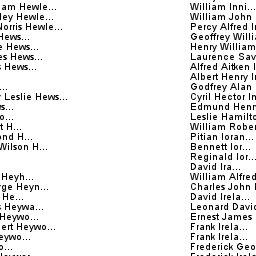 am Hewle...
ley Hewle...
Norris Hewle...
Hews...
e Hews...
es Hews...
s Hews...
...
r Leslie Hews...
s...
o...
t H...
ond H...
Wilson H...
Heyh...
rge Heyn...
He...
s Heywa...
Heywo...
ert Heywo...
eywo...
o...
William Inni...
William John
Percy Alfred I
Geoffrey Willi
Henry William
Laurence Sav
Alfred Aitken I
Albert Henry I
Godfrey Alan
Cyril Hector In
Edmund Henr
Leslie Hamilto
William Rober
Pitian Ioran...
Bennett Ior...
Reginald Ior...
David Ira...
William Alfred
Charles John
David Irela...
Leonard David
Ernest James
Frank Irela...
Frank Irela...
Frederick Geo